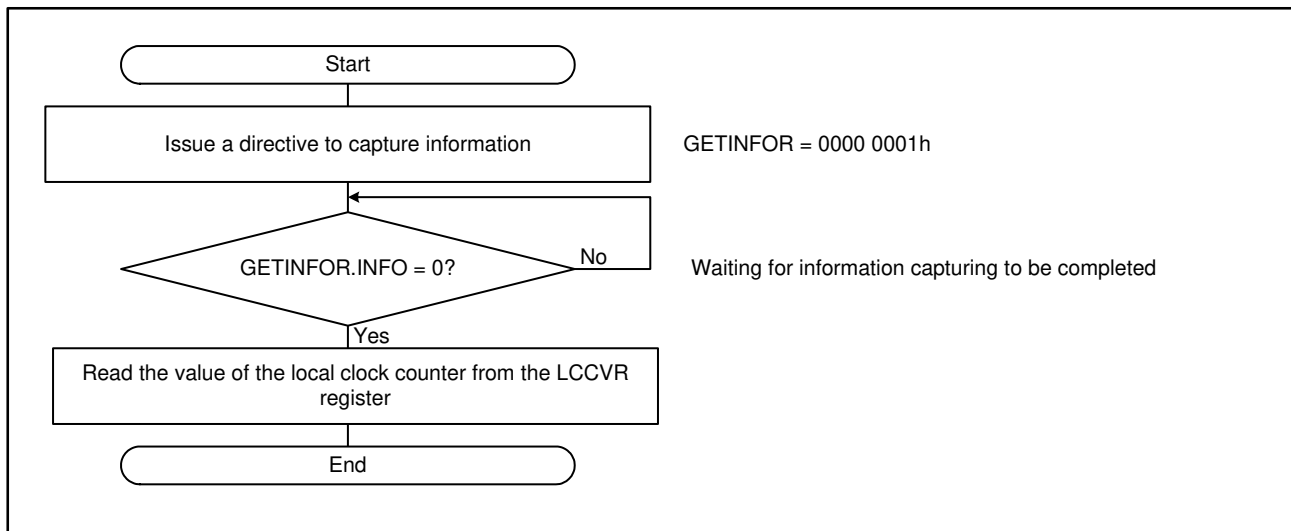 Start
Issue a directive to capture information
GETINFOR = 0000 0001h
GETINFOR.INFO = 0?
No
Waiting for information capturing to be completed
Yes
Read the value of the local clock counter from the LCCVR
register
End